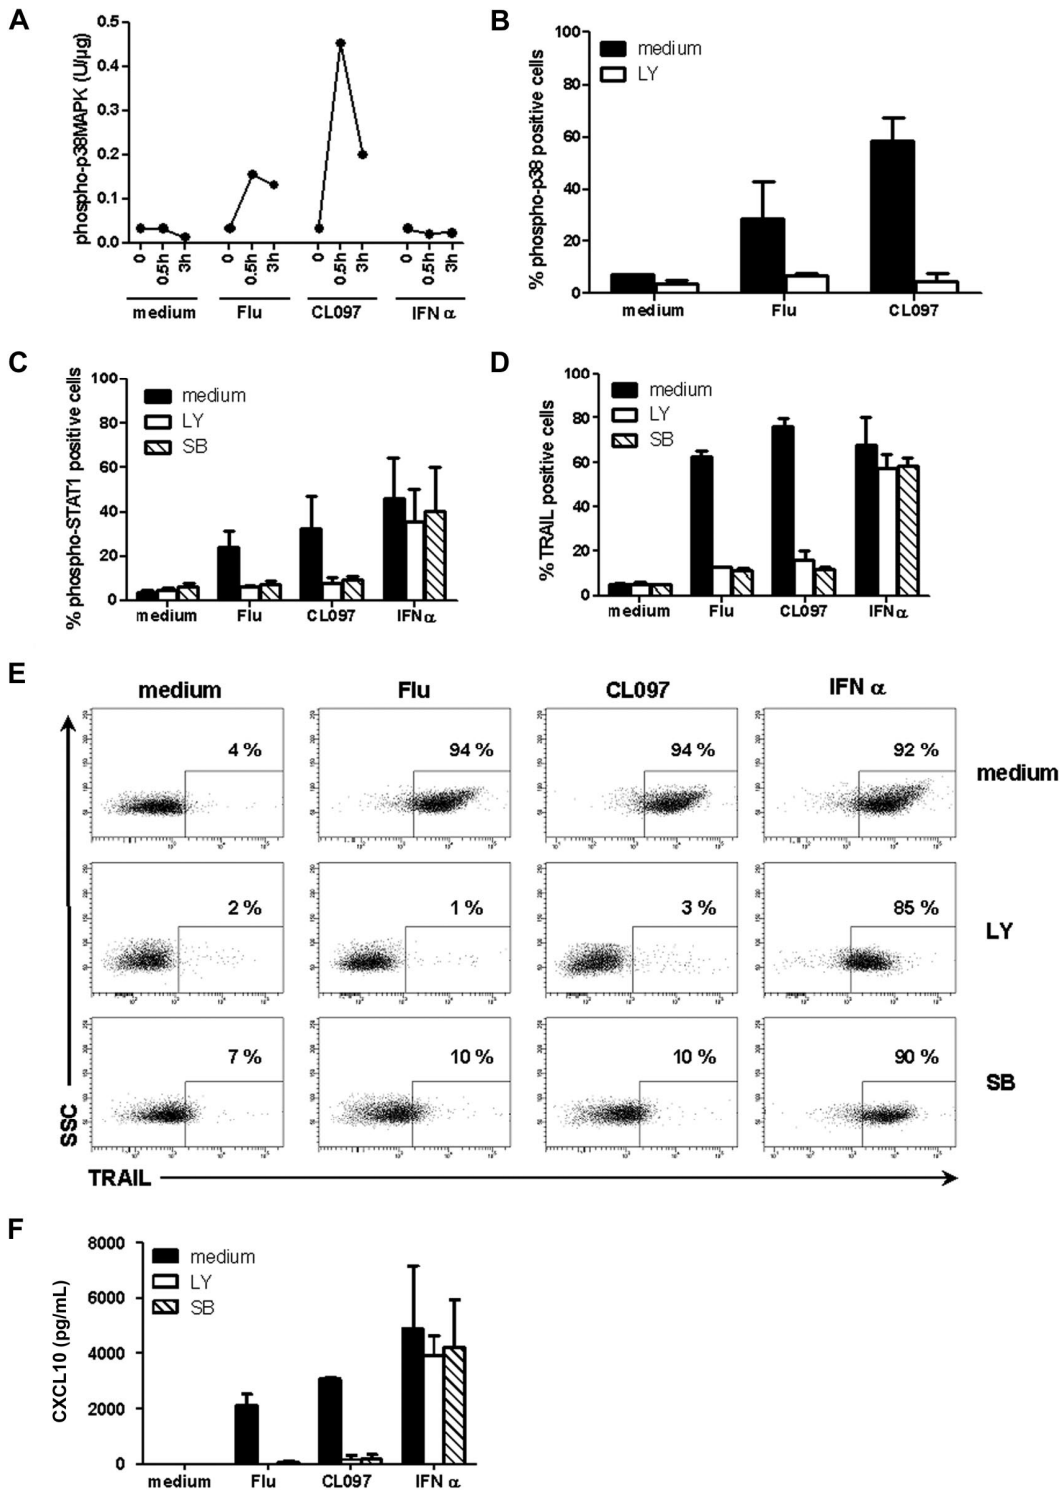 A
phospho-p38MAPK (U/µg)
0.5
0.4
0.3
0.2
0.1
0.0
0 0.5h 3h 0 0.5h 3h 0 0.5h 3h 0 0.5h 3h
medium Flu CL097 IFN α
B
% phospho-p38 positive cells
100
80
60
40
20
0
medium
LY
medium Flu CL097
C
% phospho-STAT1 positive cells
100
80
60
40
20
0
medium
LY
SB
medium Flu CL097 IFNα
D
% TRAIL positive cells
100
80
60
40
20
0
medium
LY
SB
medium Flu CL097 IFN α
E
medium Flu CL097 IFN α
4 % 94 % 94 % 92 %
medium
2 % 1 % 3 % 85 %
LY
7 % 10 % 10 % 90 %
SB
SSC
TRAIL
F
CXCL10 (pg/mL)
8000
6000
4000
2000
0
medium
LY
SB
medium Flu CL097 IFN α